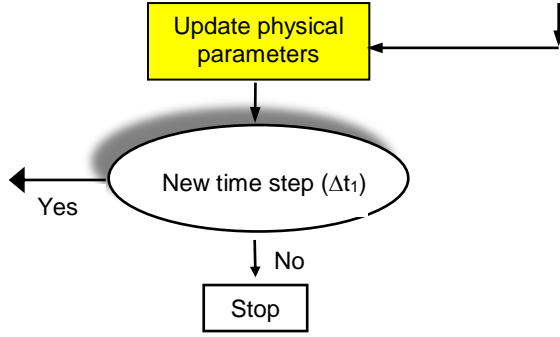 Update physical
parameters
New time step (Δt₁)
Yes
No
Stop